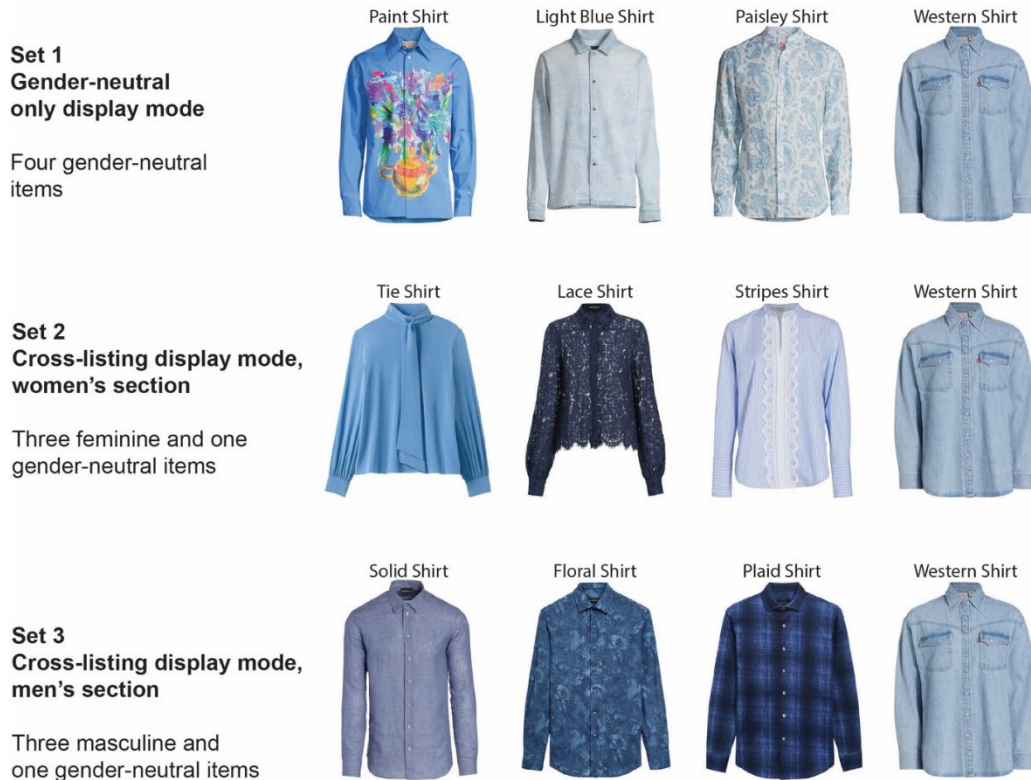 Paint Shirt Light Blue Shirt Paisley Shirt Western Shirt
Set 1
Gender-neutral
only display mode
Four gender-neutral
items
Tie Shirt Lace Shirt Stripes Shirt Western Shirt
Set 2
Cross-listing display mode,
women’s section
Three feminine and one
gender-neutral items
Solid Shirt Floral Shirt Plaid Shirt Western Shirt
Set 3
Cross-listing display mode,
men’s section
Three masculine and
one gender-neutral items